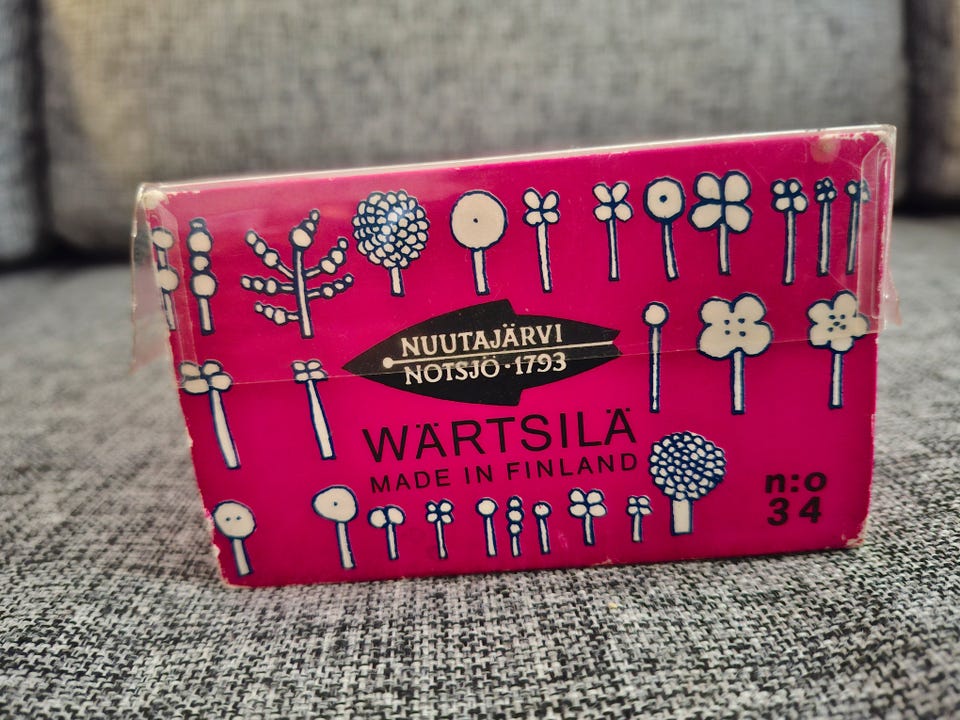 NUUTAJÄRVI
NOTSJÖ·1793
WÄRTSILÄ
MADE IN FINLAND
n:o
34